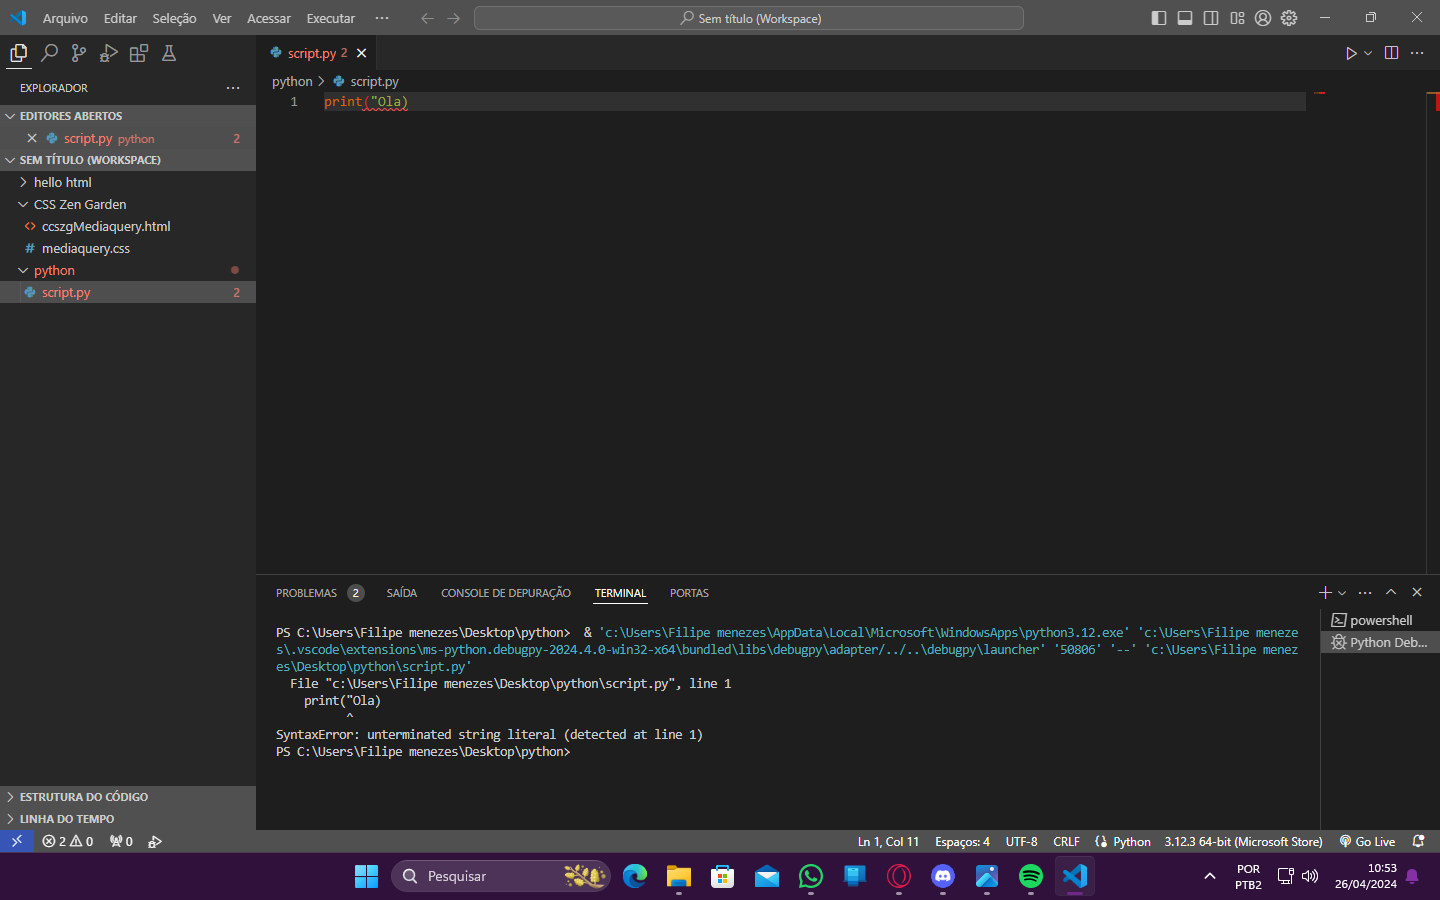 Arquivo Editar Seleção Ver Acessar Executar ··· Sem título (Workspace)
script.py 2
EXPLORADOR ···
python > script.py
1 print("Ola)
EDITORES ABERTOS
script.py python 2
SEM TÍTULO (WORKSPACE)
hello html
CSS Zen Garden
ccszgMediaquery.html
# mediaquery.css
python
script.py 2
PROBLEMAS 2 SAÍDA CONSOLE DE DEPURAÇÃO TERMINAL PORTAS
PS C:\Users\Filipe menezes\Desktop\python>  & 'c:\Users\Filipe menezes\AppData\Local\Microsoft\WindowsApps\python3.12.exe' 'c:\Users\Filipe meneze
s\.vscode\extensions\ms-python.debugpy-2024.4.0-win32-x64\bundled\libs\debugpy\adapter/../..\debugpy\launcher' '50806' '--' 'c:\Users\Filipe menez
es\Desktop\python\script.py'
File "c:\Users\Filipe menezes\Desktop\python\script.py", line 1
print("Ola)
^
SyntaxError: unterminated string literal (detected at line 1)
PS C:\Users\Filipe menezes\Desktop\python>
powershell
Python Deb...
ESTRUTURA DO CÓDIGO
LINHA DO TEMPO
2 0 0 Ln 1, Col 11 Espaços: 4 UTF-8 CRLF Python 3.12.3 64-bit (Microsoft Store) Go Live
Pesquisar
POR
PTB2
10:53
26/04/2024